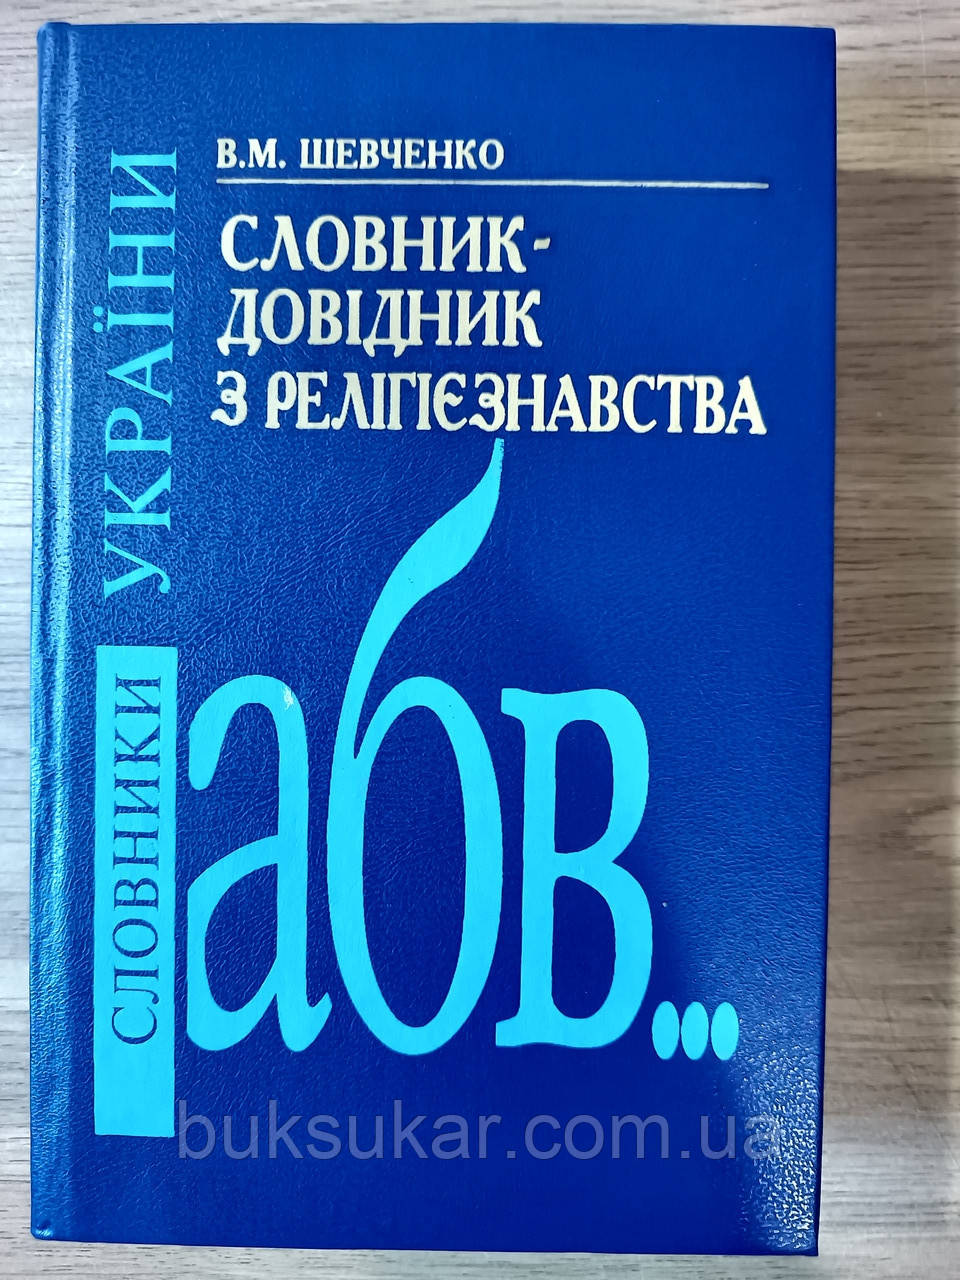 В.М. ШЕВЧЕНКО
СЛОВНИК-
ДОВІДНИК
З РЕЛІГІЄЗНАВСТВА
СЛОВНИКИ УКРАЇНИ
абв...
buksukar.com.ua